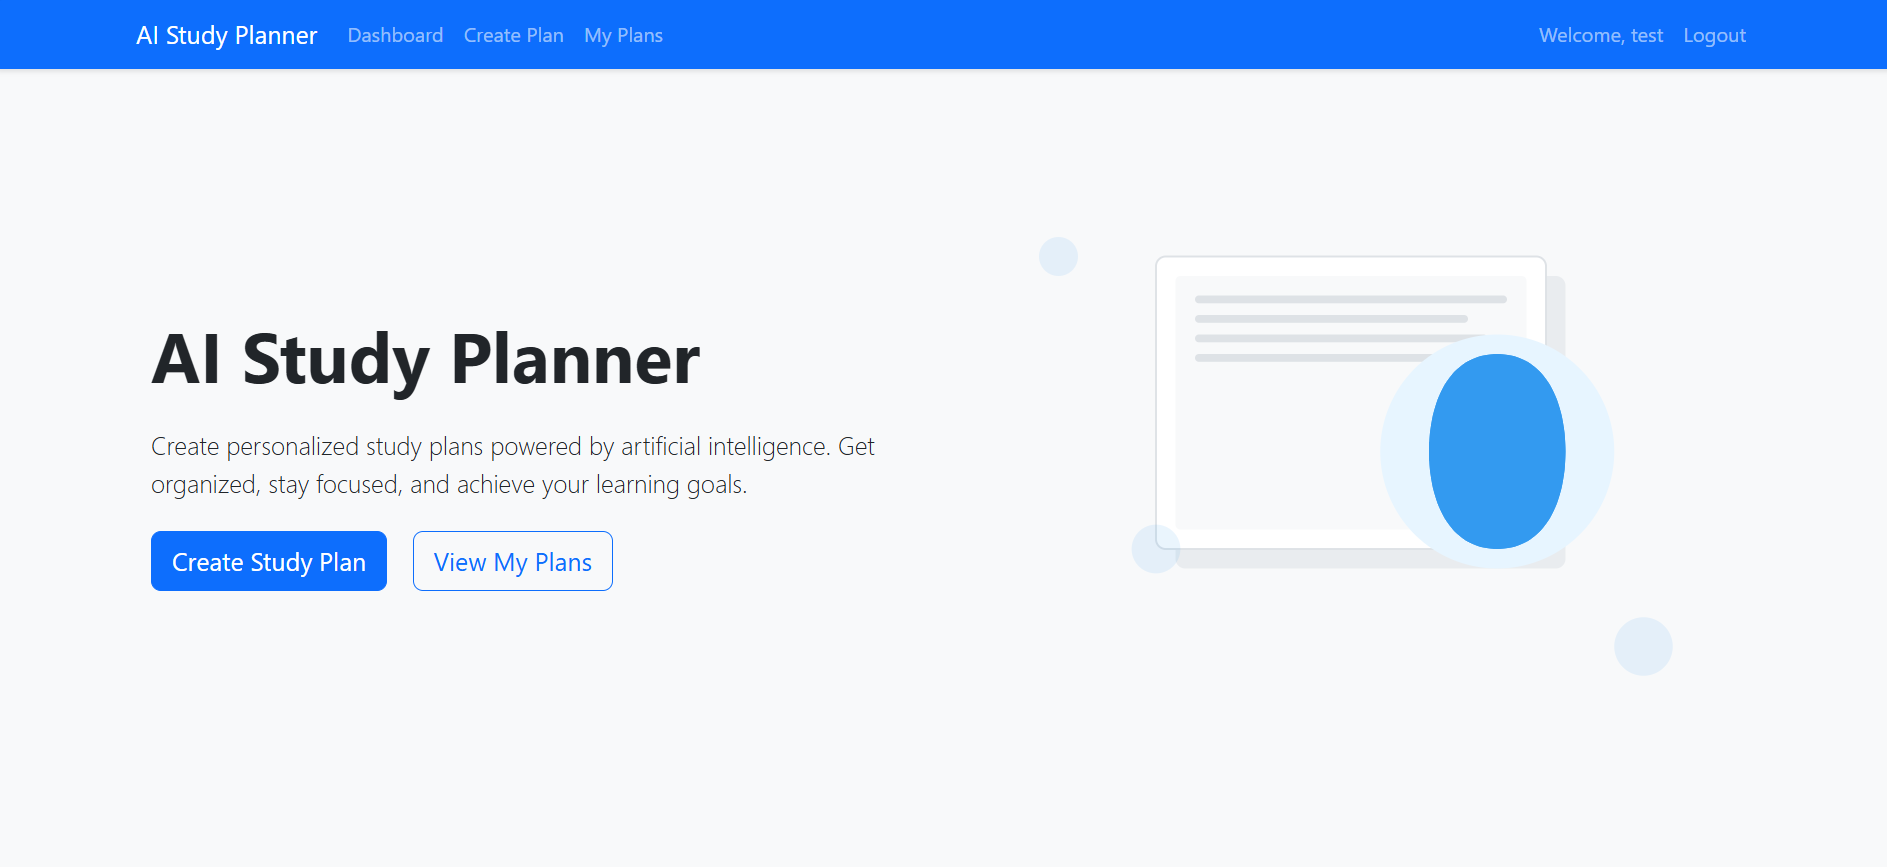 AI Study Planner Dashboard Create Plan My Plans Welcome, test Logout
AI Study Planner
Create personalized study plans powered by artificial intelligence. Get
organized, stay focused, and achieve your learning goals.
Create Study Plan View My Plans